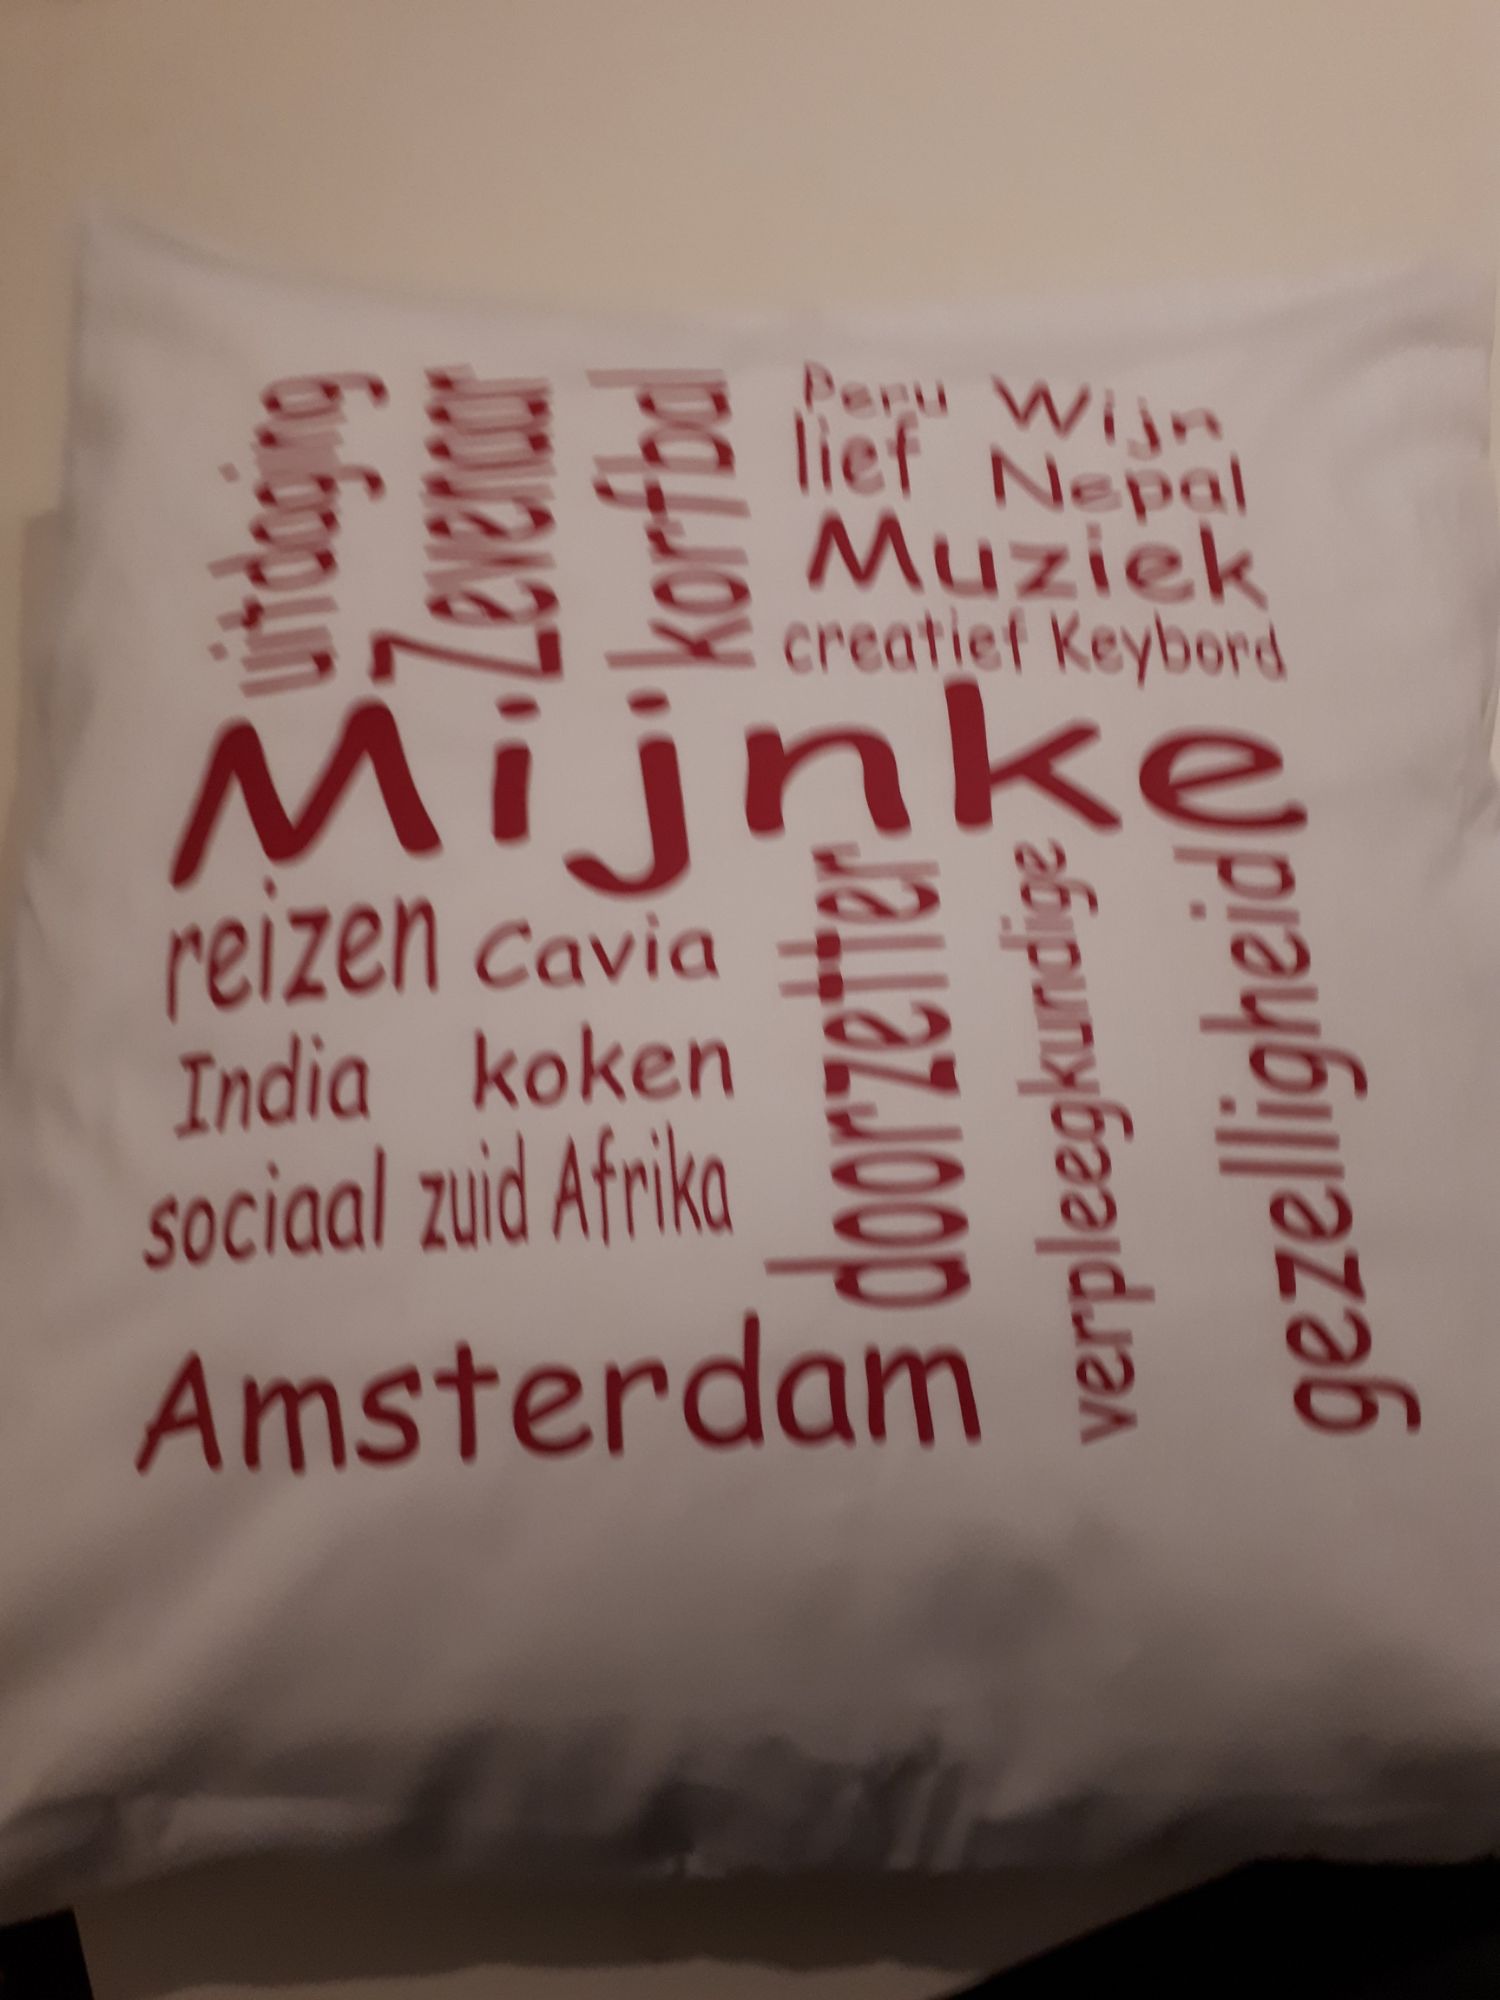 uitdaging
Zevenaar
korfbal
Peru Wijn
lief Nepal
Muziek
creatief Keybord
Mijnke
reizen Cavia
India koken
sociaal zuid Afrika
Amsterdam
doorzetter
verpleegkundige
gezelligheid